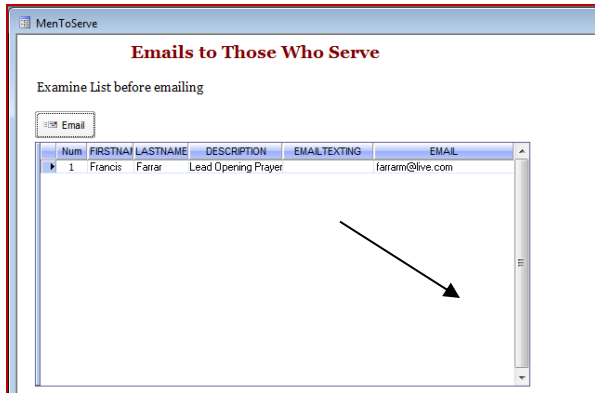 MenToServe
Emails to Those Who Serve
Examine List before emailing
Email
Num FIRSTNAI LASTNAME DESCRIPTION EMAILTEXTING EMAIL
1 Francis Farrar Lead Opening Prayer farrarm@live.com